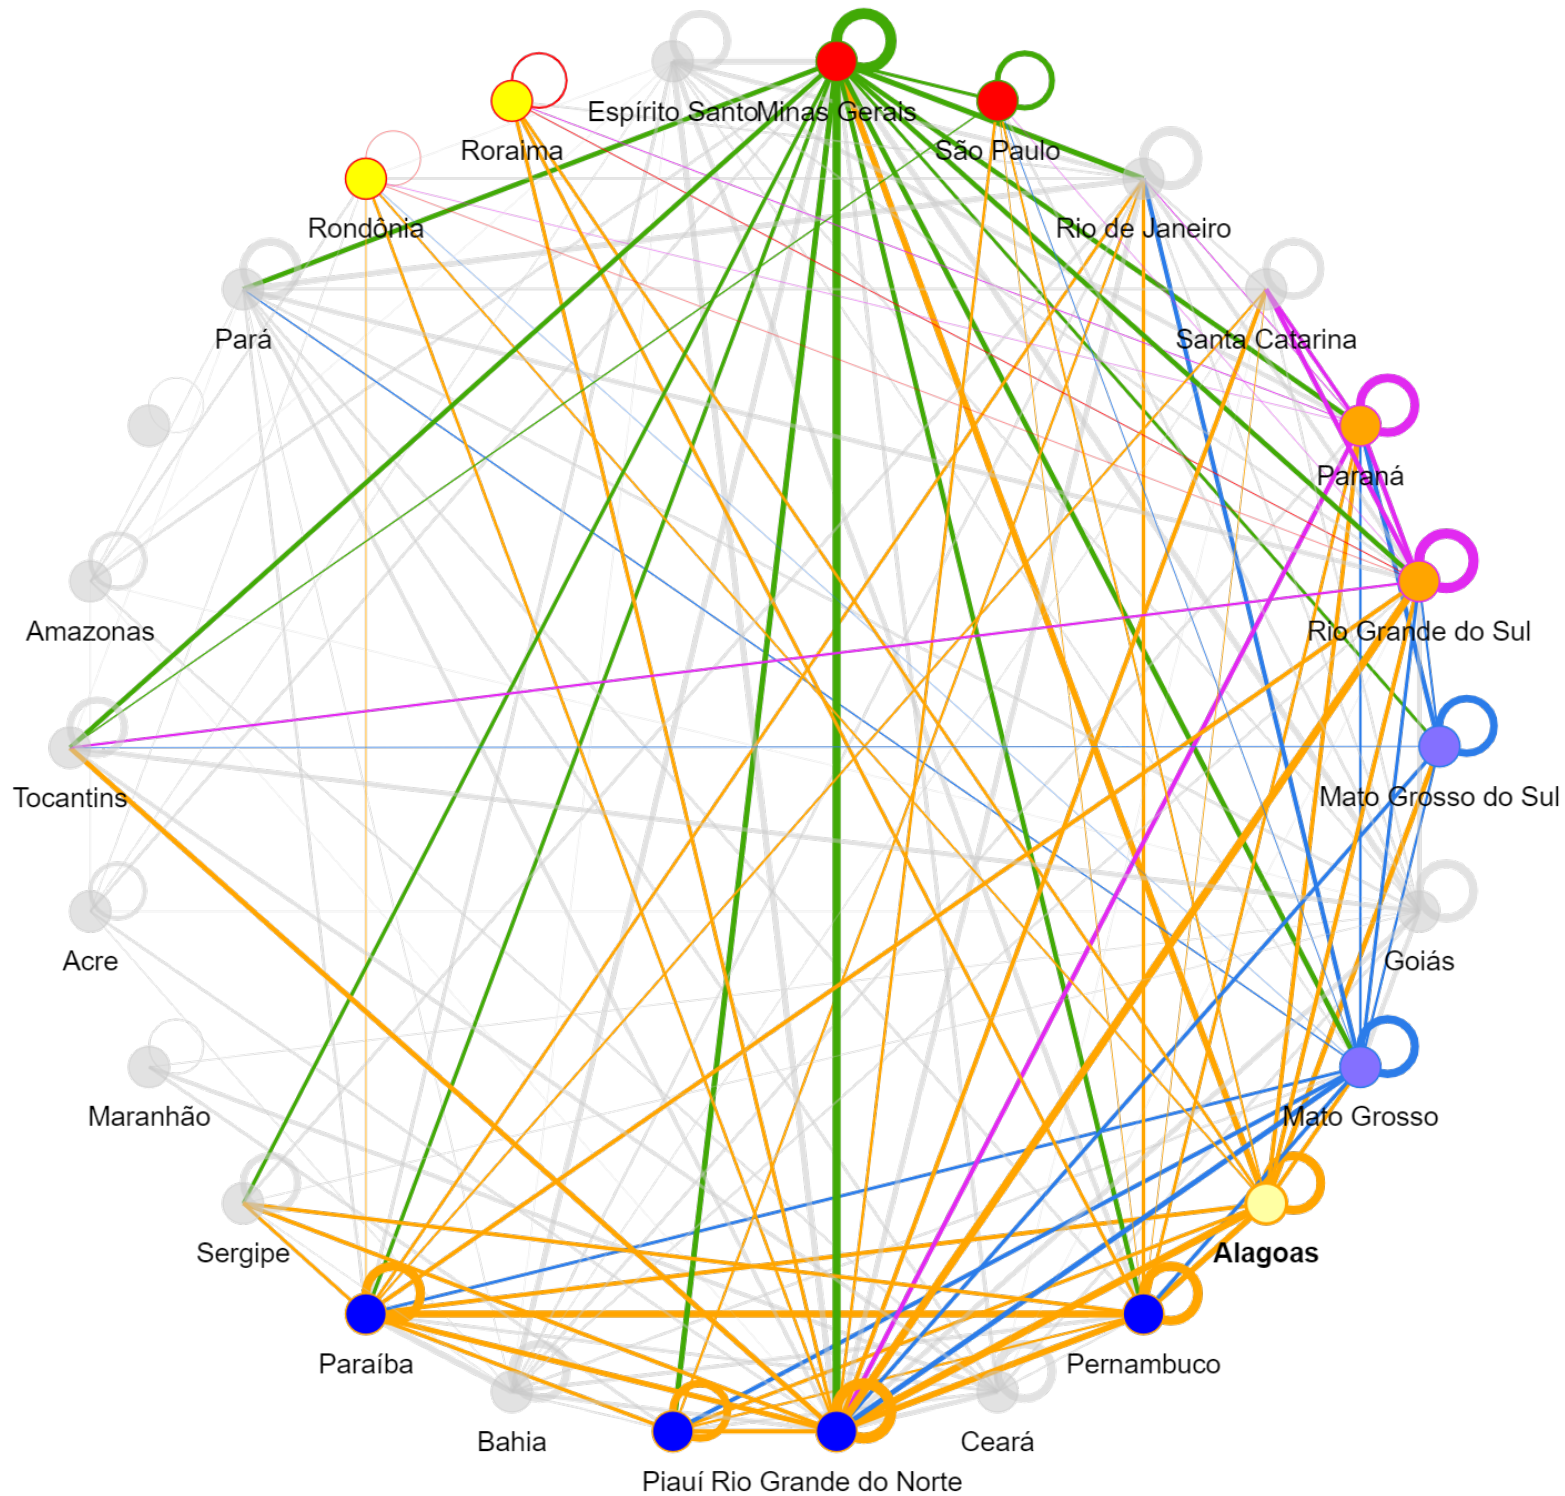 Espírito Santo
Minas Gerais
São Paulo
Roraima
Rio de Janeiro
Rondônia
Santa Catarina
Pará
Paraná
Rio Grande do Sul
Amazonas
Mato Grosso do Sul
Tocantins
Goiás
Acre
Mato Grosso
Maranhão
Alagoas
Sergipe
Pernambuco
Paraíba
Ceará
Bahia
Piauí
Rio Grande do Norte